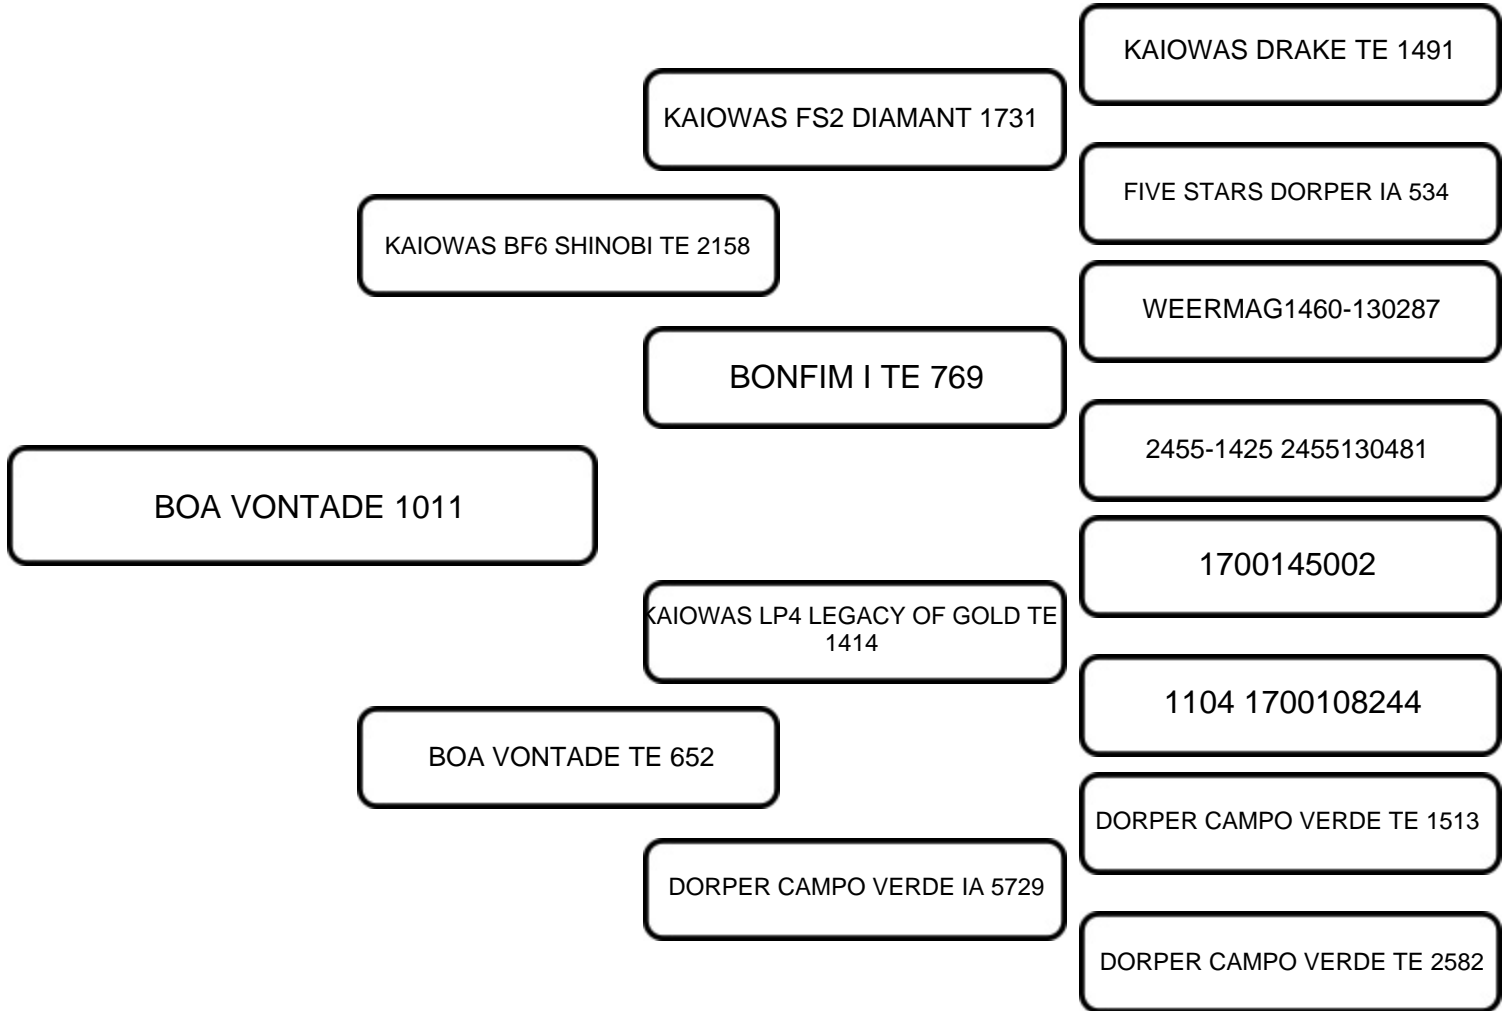 KAIOWAS DRAKE TE 1491
KAIOWAS FS2 DIAMANT 1731
FIVE STARS DORPER IA 534
KAIOWAS BF6 SHINOBI TE 2158
WEERMAG1460-130287
BONFIM I TE 769
2455-1425 2455130481
BOA VONTADE 1011
1700145002
KAIOWAS LP4 LEGACY OF GOLD TE
1414
1104 1700108244
BOA VONTADE TE 652
DORPER CAMPO VERDE TE 1513
DORPER CAMPO VERDE IA 5729
DORPER CAMPO VERDE TE 2582